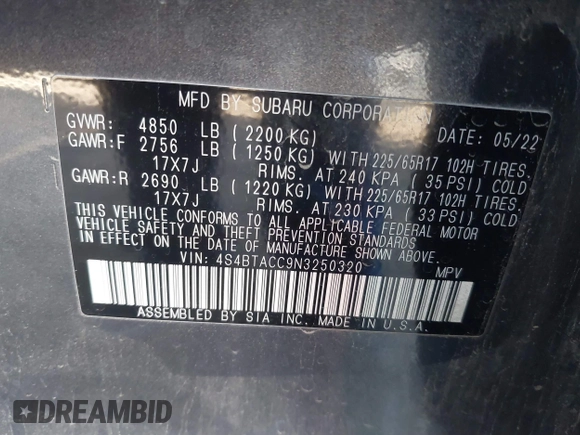 MFD BY SUBARU CORPORATION
GVWR: 4850 LB (2200 KG) DATE: 05/22
GAWR:F 2756 LB (1250 KG) WITH 225/65R17 102H TIRES.
17X7J RIMS. AT 240 KPA (35 PSI) COLD
GAWR:R 2690 LB (1220 KG) WITH 225/65R17 102H TIRES.
17X7J RIMS. AT 230 KPA (33 PSI) COLD
THIS VEHICLE CONFORMS TO ALL APPLICABLE FEDERAL MOTOR
VEHICLE SAFETY AND THEFT PREVENTION STANDARDS
IN EFFECT ON THE DATE OF MANUFACTURE SHOWN ABOVE.
VIN: 4S4BTACC9N3250320 MPV
ASSEMBLED BY SIA INC. MADE IN U.S.A.
DREAMBID